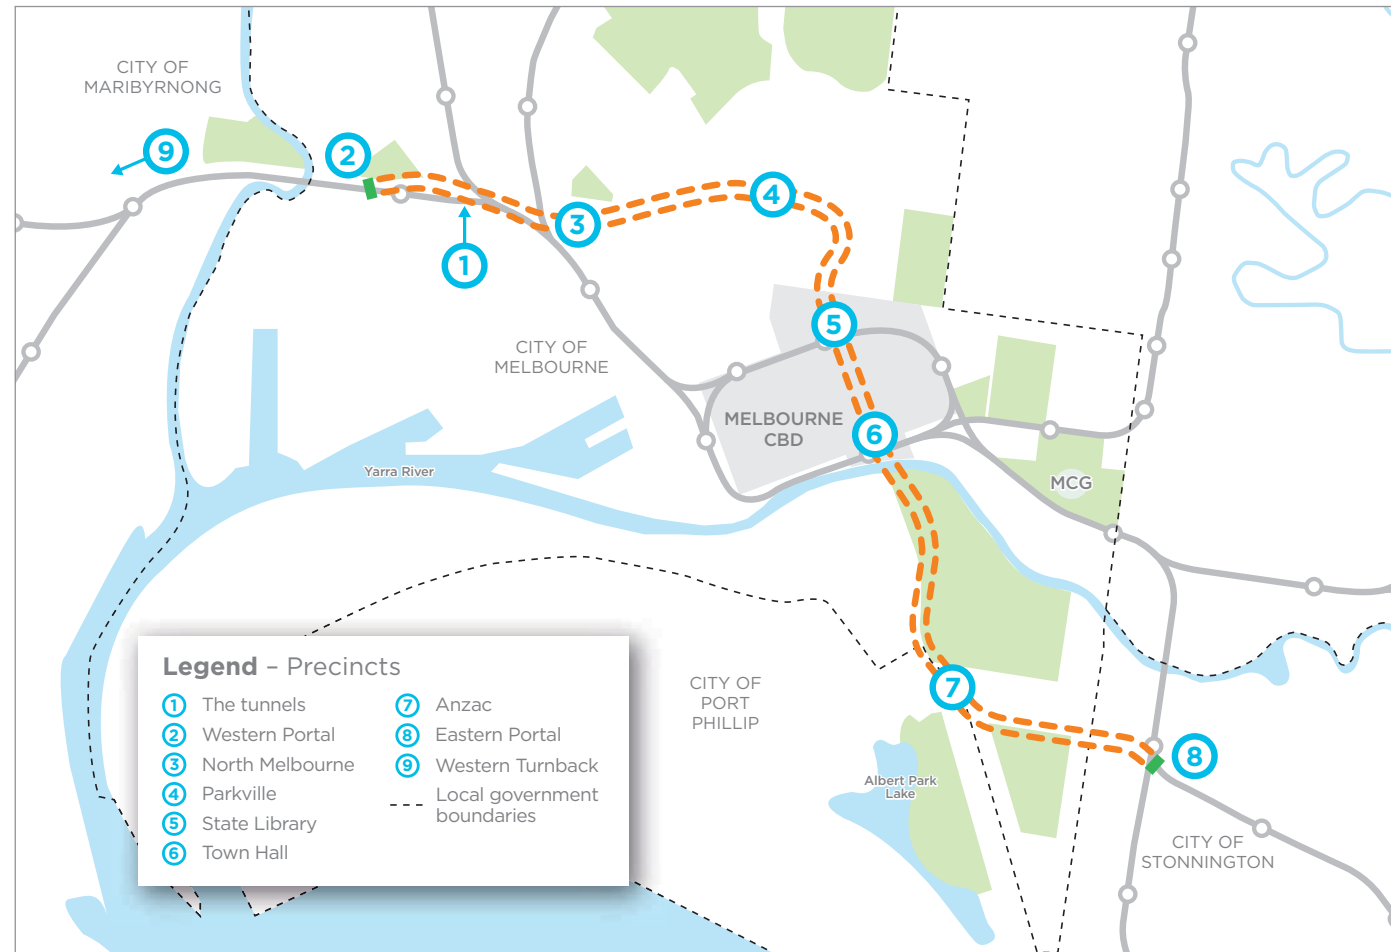 CITY OF
MARIBYRNONG
9
2
4
3
1
5
CITY OF
MELBOURNE
MELBOURNE
CBD
6
Yarra River
MCG
7
CITY OF
PORT
PHILLIP
8
Albert Park
Lake
CITY OF
STONNINGTON
Legend – Precincts
1 The tunnels
2 Western Portal
3 North Melbourne
4 Parkville
5 State Library
6 Town Hall
7 Anzac
8 Eastern Portal
9 Western Turnback
Local government
boundaries